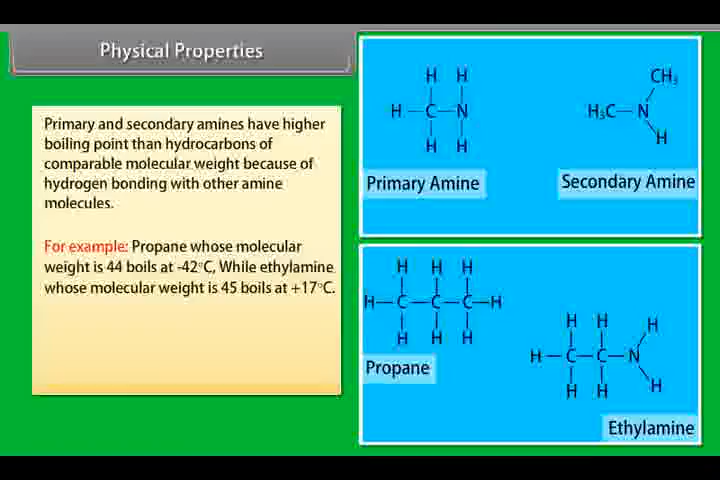 Physical Properties
Primary and secondary amines have higher
boiling point than hydrocarbons of
comparable molecular weight because of
hydrogen bonding with other amine
molecules.
For example: Propane whose molecular
weight is 44 boils at -42°C, While ethylamine
whose molecular weight is 45 boils at +17°C.
H H
H C N
H H
Primary Amine
CH₃
H₃C N
H
Secondary Amine
H H H
H C C C H
H H H
Propane
H H H
H C C N
H H H
Ethylamine